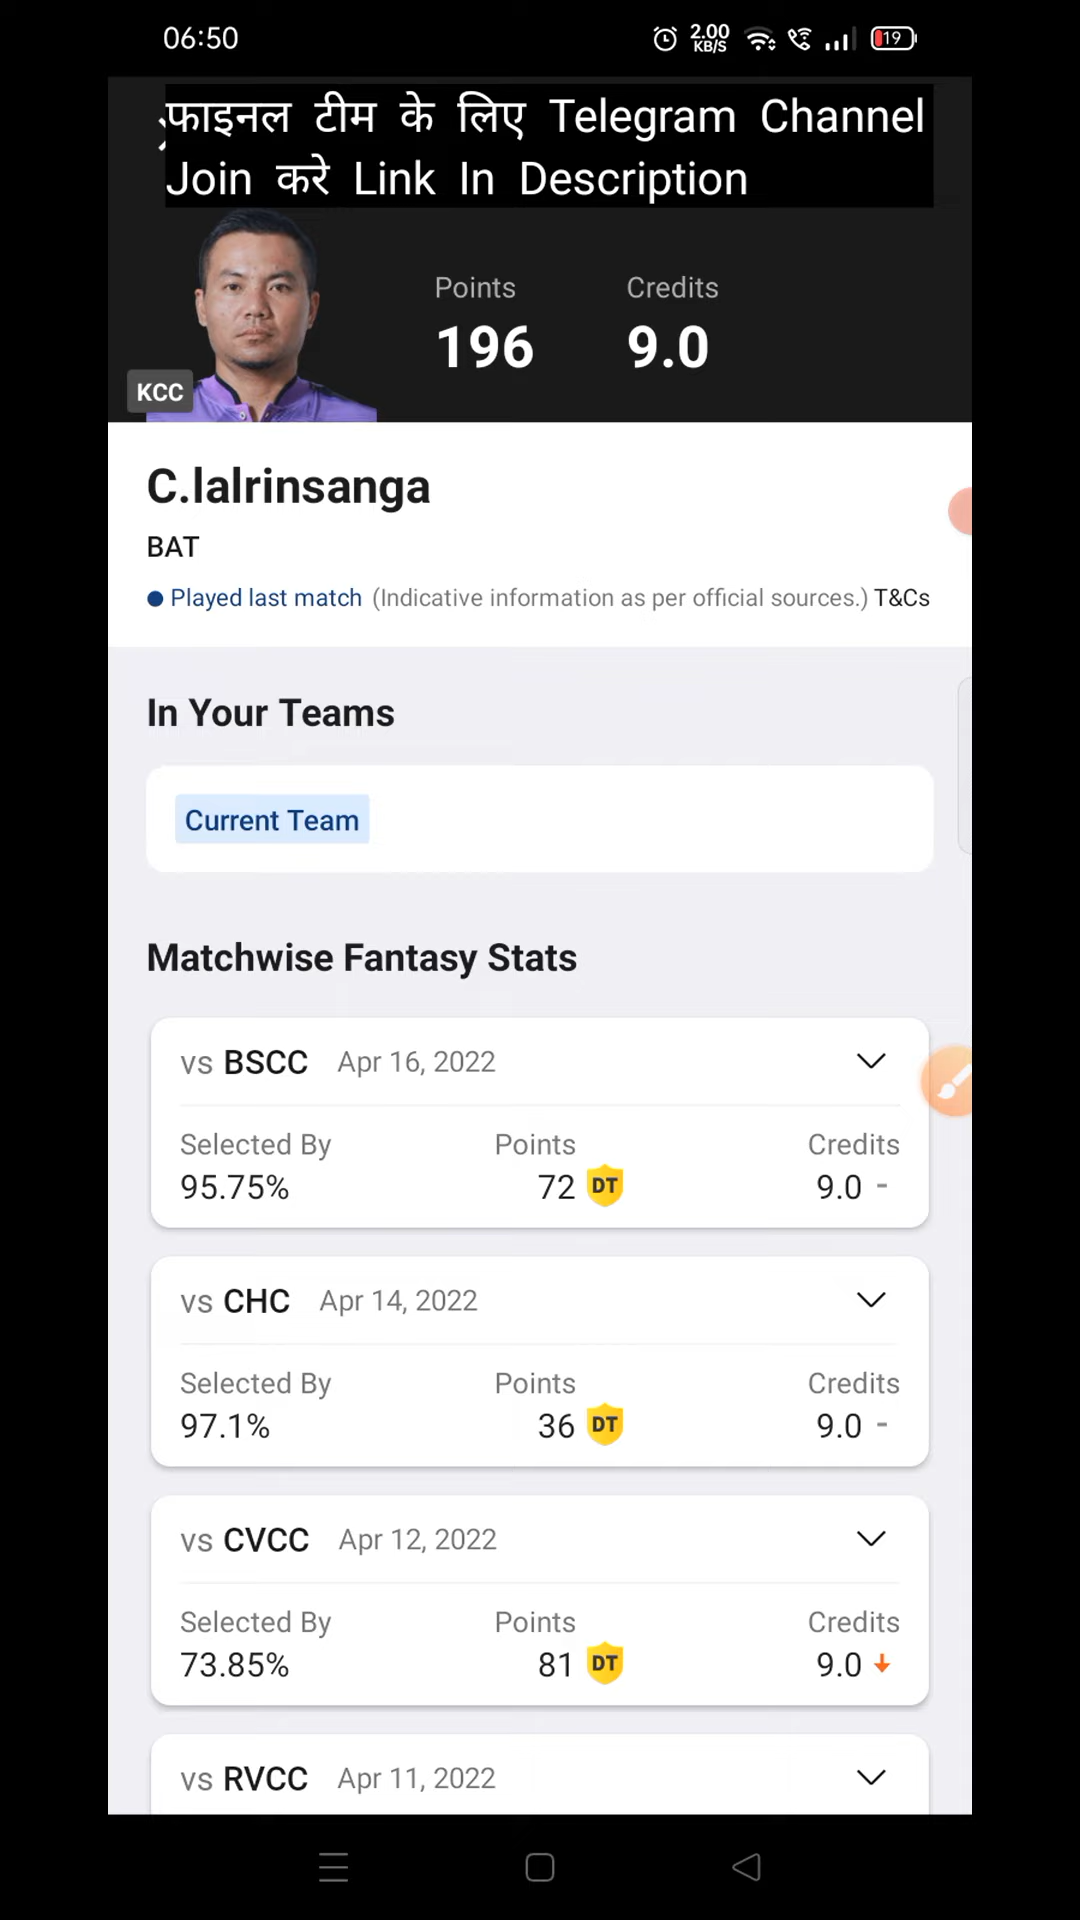 06:50
2.00
KB/S
19
फाइनल टीम के लिए Telegram Channel
Join करे Link In Description
Points
Credits
196
9.0
KCC
C.lalrinsanga
BAT
Played last match (Indicative information as per official sources.) T&Cs
In Your Teams
Current Team
Matchwise Fantasy Stats
vs BSCC Apr 16, 2022
Selected By Points Credits
95.75% 72 DT 9.0 -
vs CHC Apr 14, 2022
Selected By Points Credits
97.1% 36 DT 9.0 -
vs CVCC Apr 12, 2022
Selected By Points Credits
73.85% 81 DT 9.0
vs RVCC Apr 11, 2022